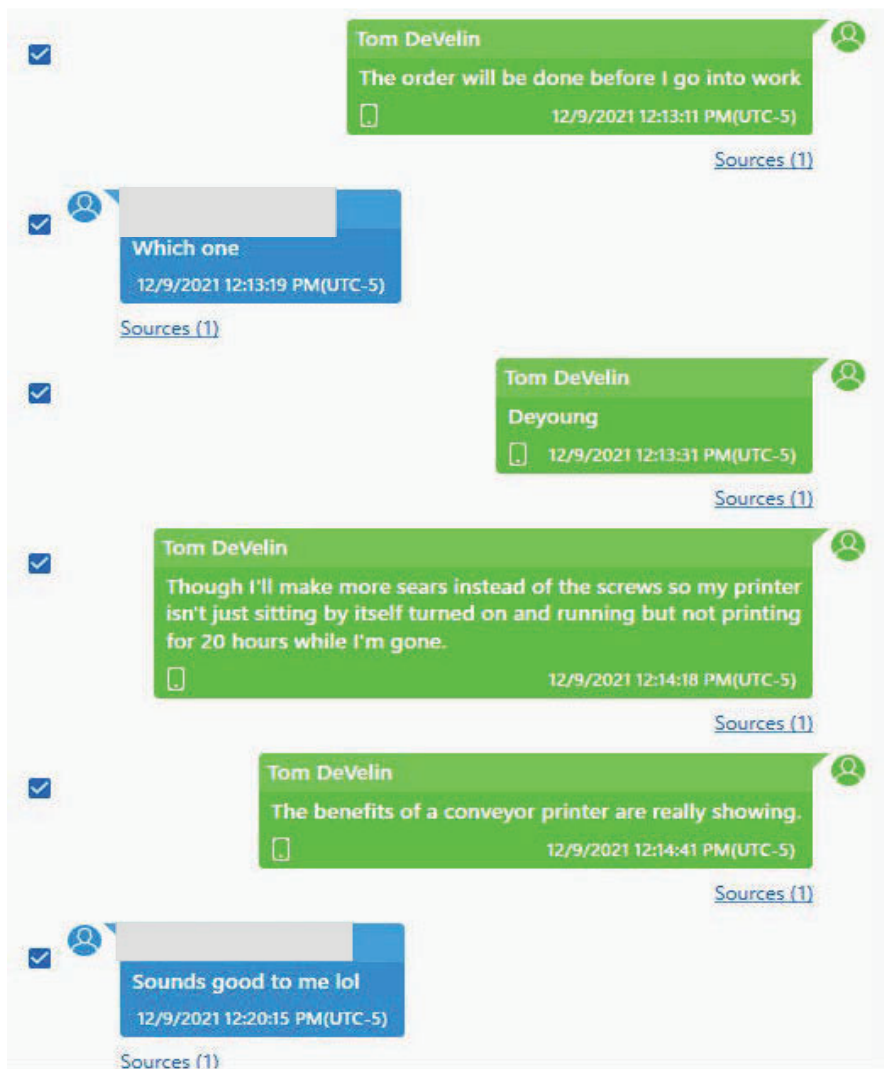 Tom DeVelin
The order will be done before I go into work
12/9/2021 12:13:11 PM(UTC-5)
Sources (1)
Which one
12/9/2021 12:13:19 PM(UTC-5)
Sources (1)
Tom DeVelin
Deyoung
12/9/2021 12:13:31 PM(UTC-5)
Sources (1)
Tom DeVelin
Though I'll make more sears instead of the screws so my printer
isn't just sitting by itself turned on and running but not printing
for 20 hours while I'm gone.
12/9/2021 12:14:18 PM(UTC-5)
Sources (1)
Tom DeVelin
The benefits of a conveyor printer are really showing.
12/9/2021 12:14:41 PM(UTC-5)
Sources (1)
Sounds good to me lol
12/9/2021 12:20:15 PM(UTC-5)
Sources (1)